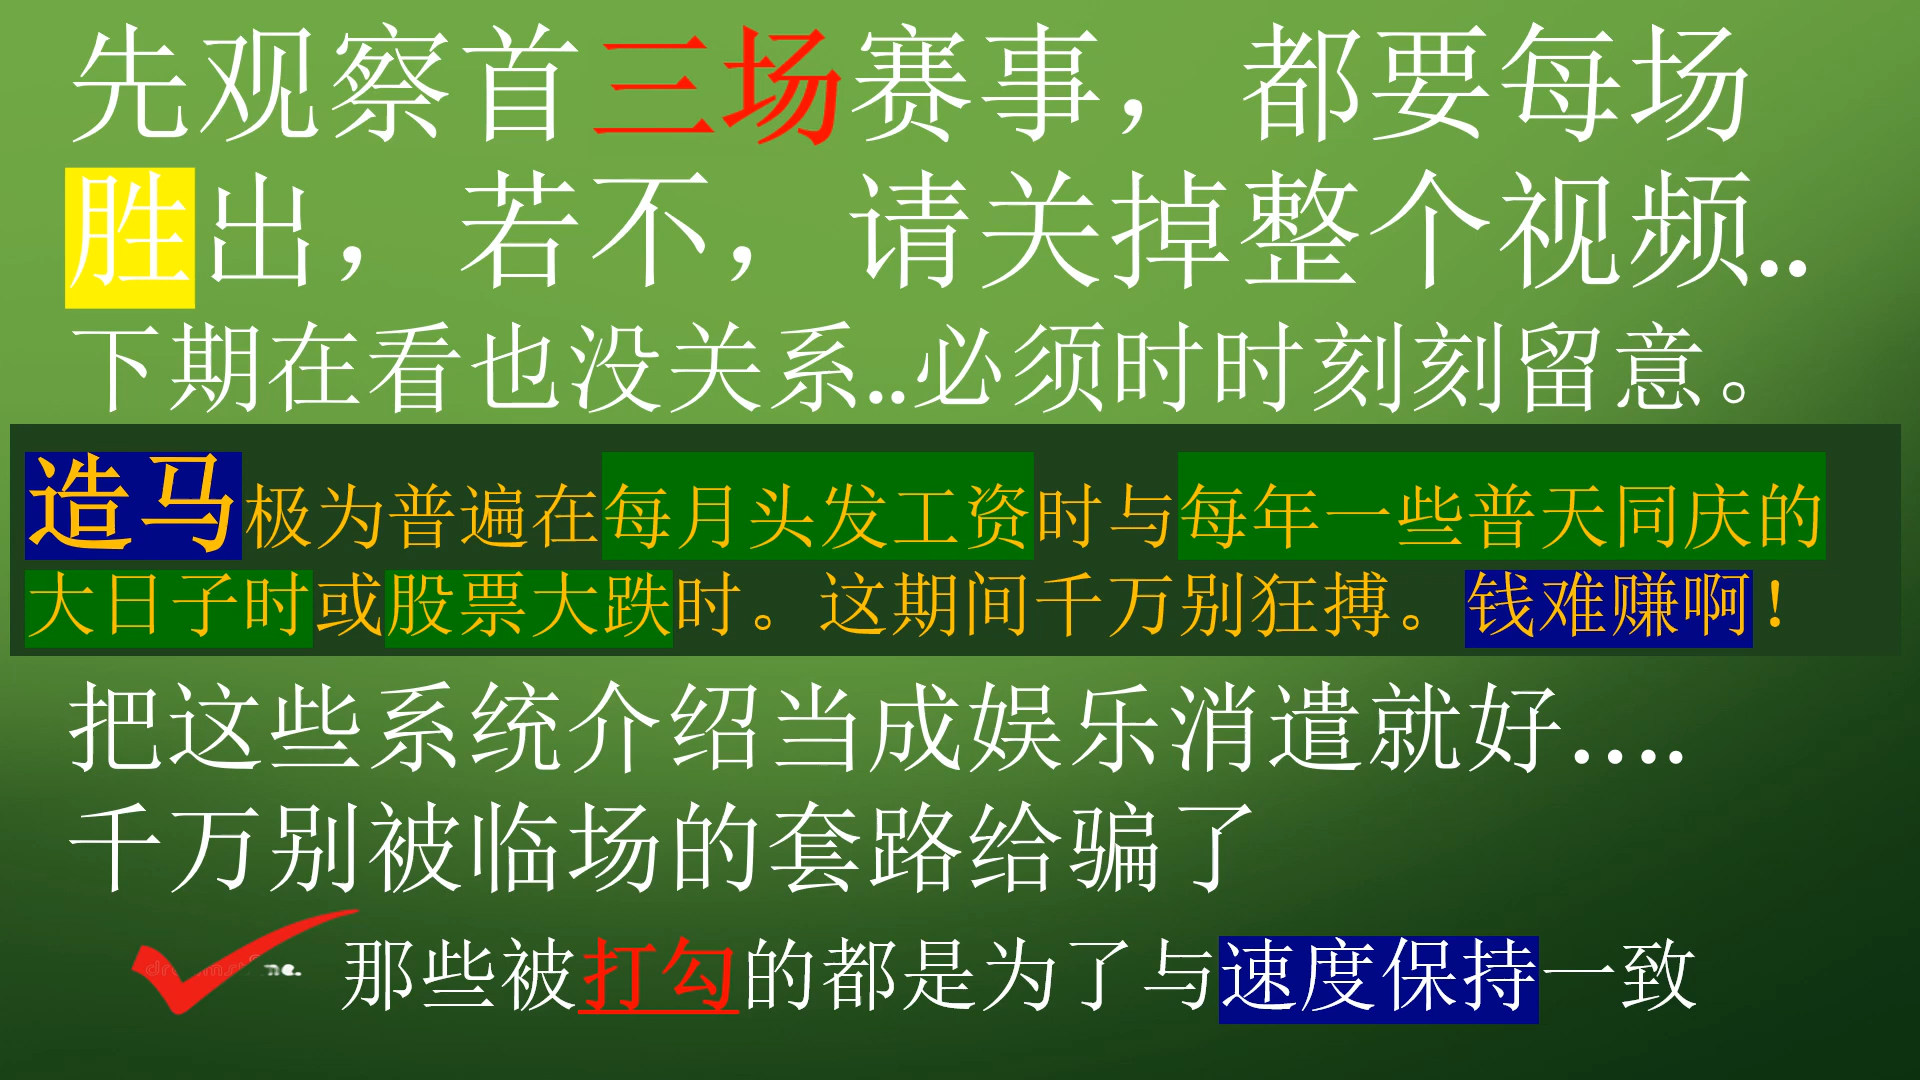 先观察首三场赛事，都要每场
胜出，若不，请关掉整个视频..
下期在看也没关系..必须时时刻刻留意。
造马极为普遍在每月头发工资时与每年一些普天同庆的
大日子时或股票大跌时。这期间千万别狂搏。钱难赚啊！
把这些系统介绍当成娱乐消遣就好....
千万别被临场的套路给骗了
那些被打勾的都是为了与速度保持一致